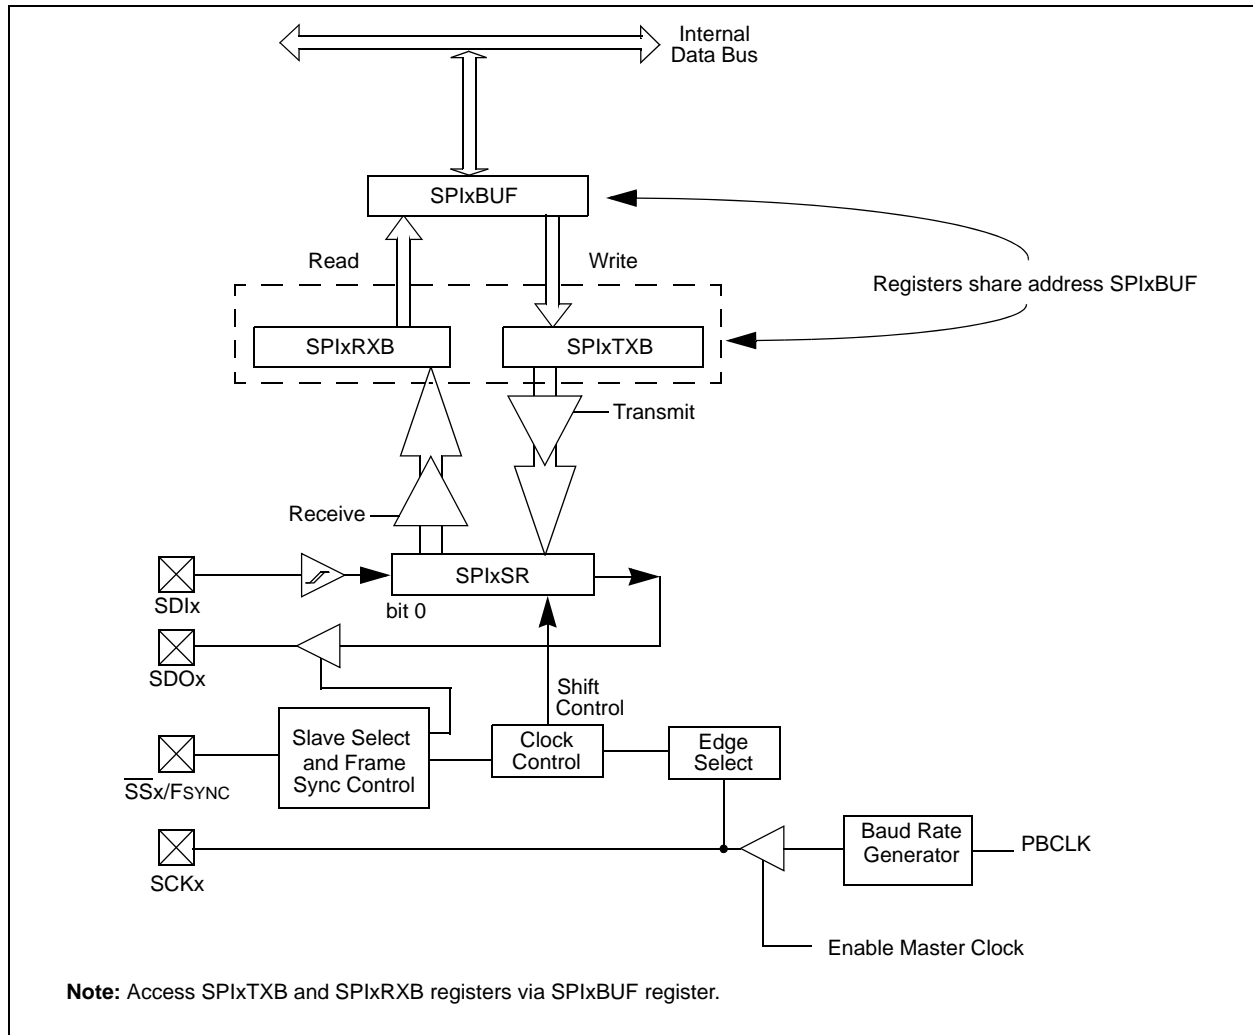 Internal
Data Bus
SPIxBUF
Read
Write
Registers share address SPIxBUF
SPIxRXB
SPIxTXB
Transmit
Receive
SPIxSR
SDIx
bit 0
SDOx
Shift
Control
Slave Select
and Frame
Sync Control
Clock
Control
Edge
Select
SSx/FSYNC
Baud Rate
Generator
PBCLK
SCKx
Enable Master Clock
Note: Access SPIxTXB and SPIxRXB registers via SPIxBUF register.